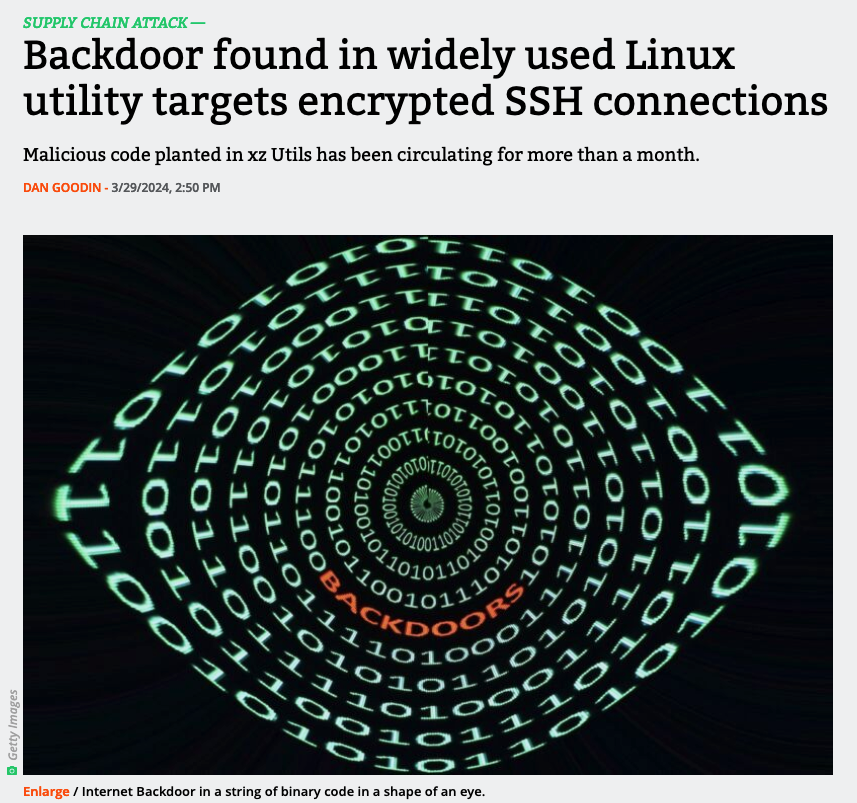 SUPPLY CHAIN ATTACK —
Backdoor found in widely used Linux
utility targets encrypted SSH connections
Malicious code planted in xz Utils has been circulating for more than a month.
DAN GOODIN - 3/29/2024, 2:50 PM
BACKDOORS
Getty Images
Enlarge / Internet Backdoor in a string of binary code in a shape of an eye.